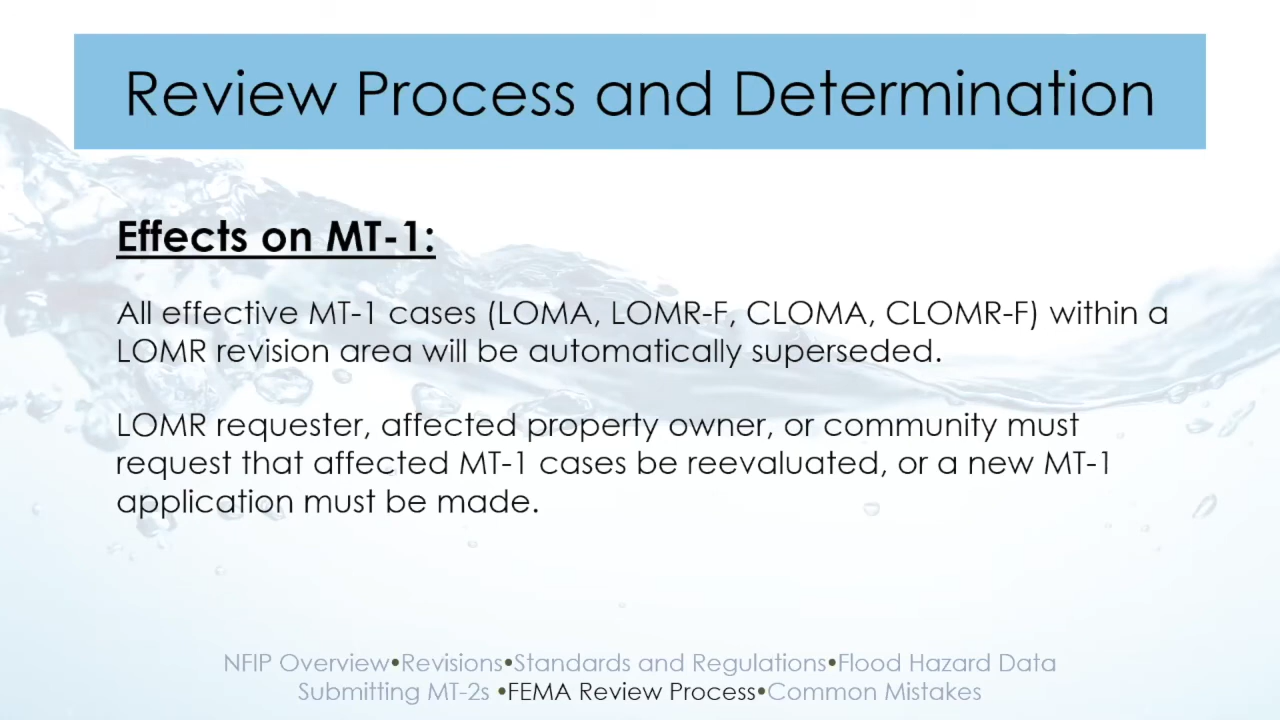 Review Process and Determination
Effects on MT-1:
All effective MT-1 cases (LOMA, LOMR-F, CLOMA, CLOMR-F) within a
LOMR revision area will be automatically superseded.
LOMR requester, affected property owner, or community must
request that affected MT-1 cases be reevaluated, or a new MT-1
application must be made.
NFIP Overview•Revisions•Standards and Regulations•Flood Hazard Data
Submitting MT-2s •FEMA Review Process•Common Mistakes